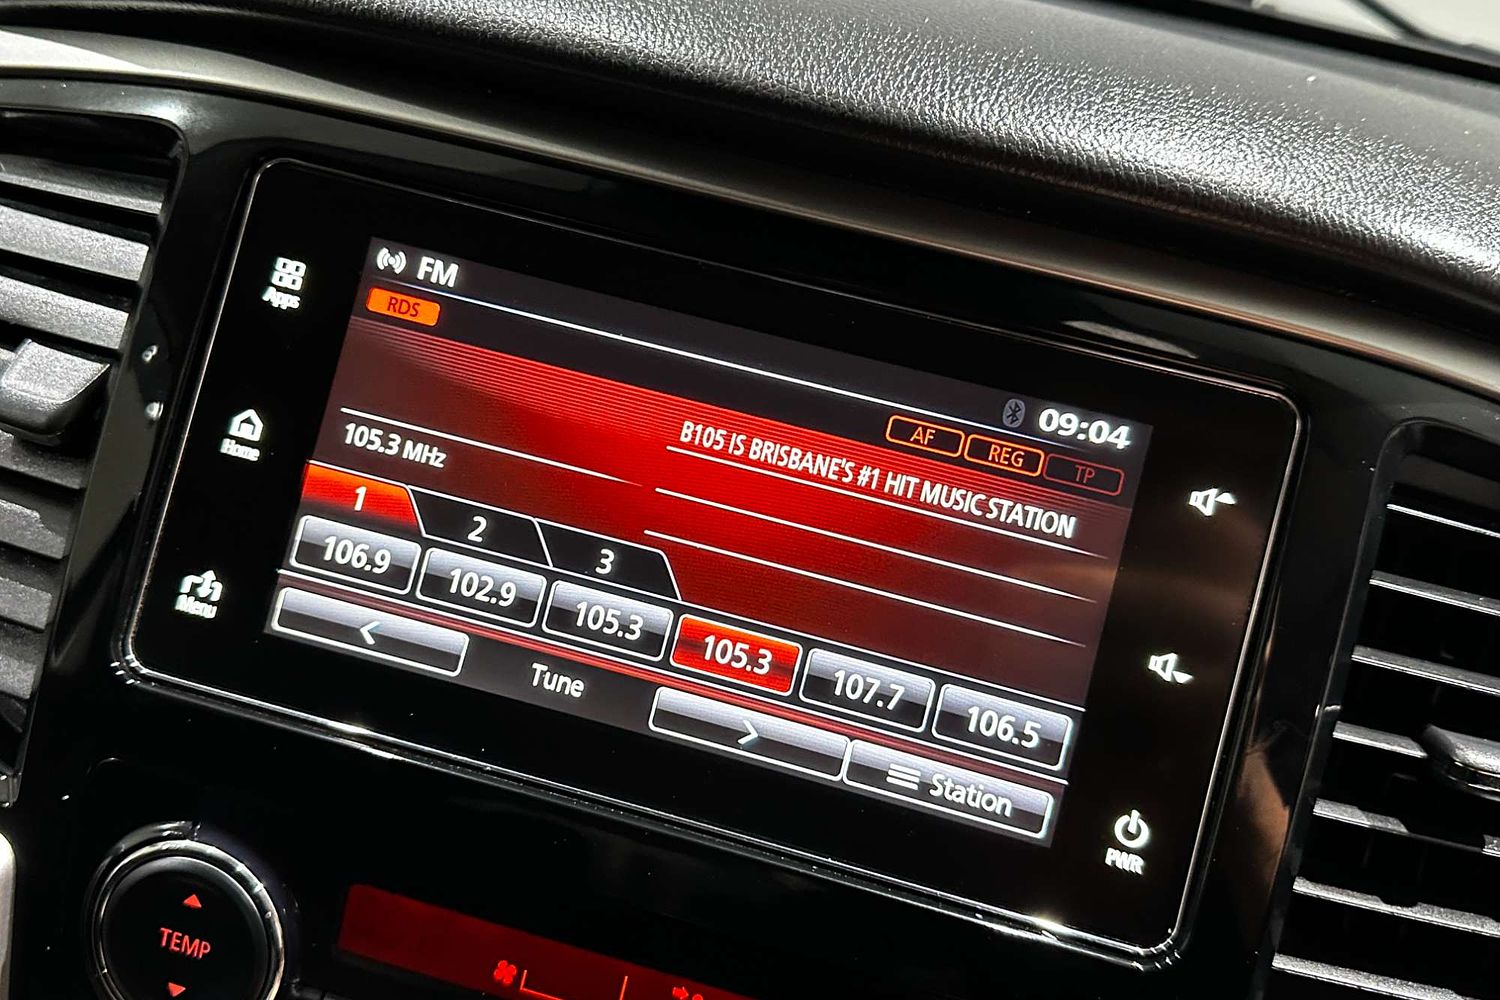 FM
RDS
Apps
09:04
AF REG TP
B105 IS BRISBANE'S #1 HIT MUSIC STATION
105.3 MHz
Home
1 2 3
106.9 102.9 105.3 105.3 107.7 106.5
Menu
< Tune > Station
PWR
TEMP